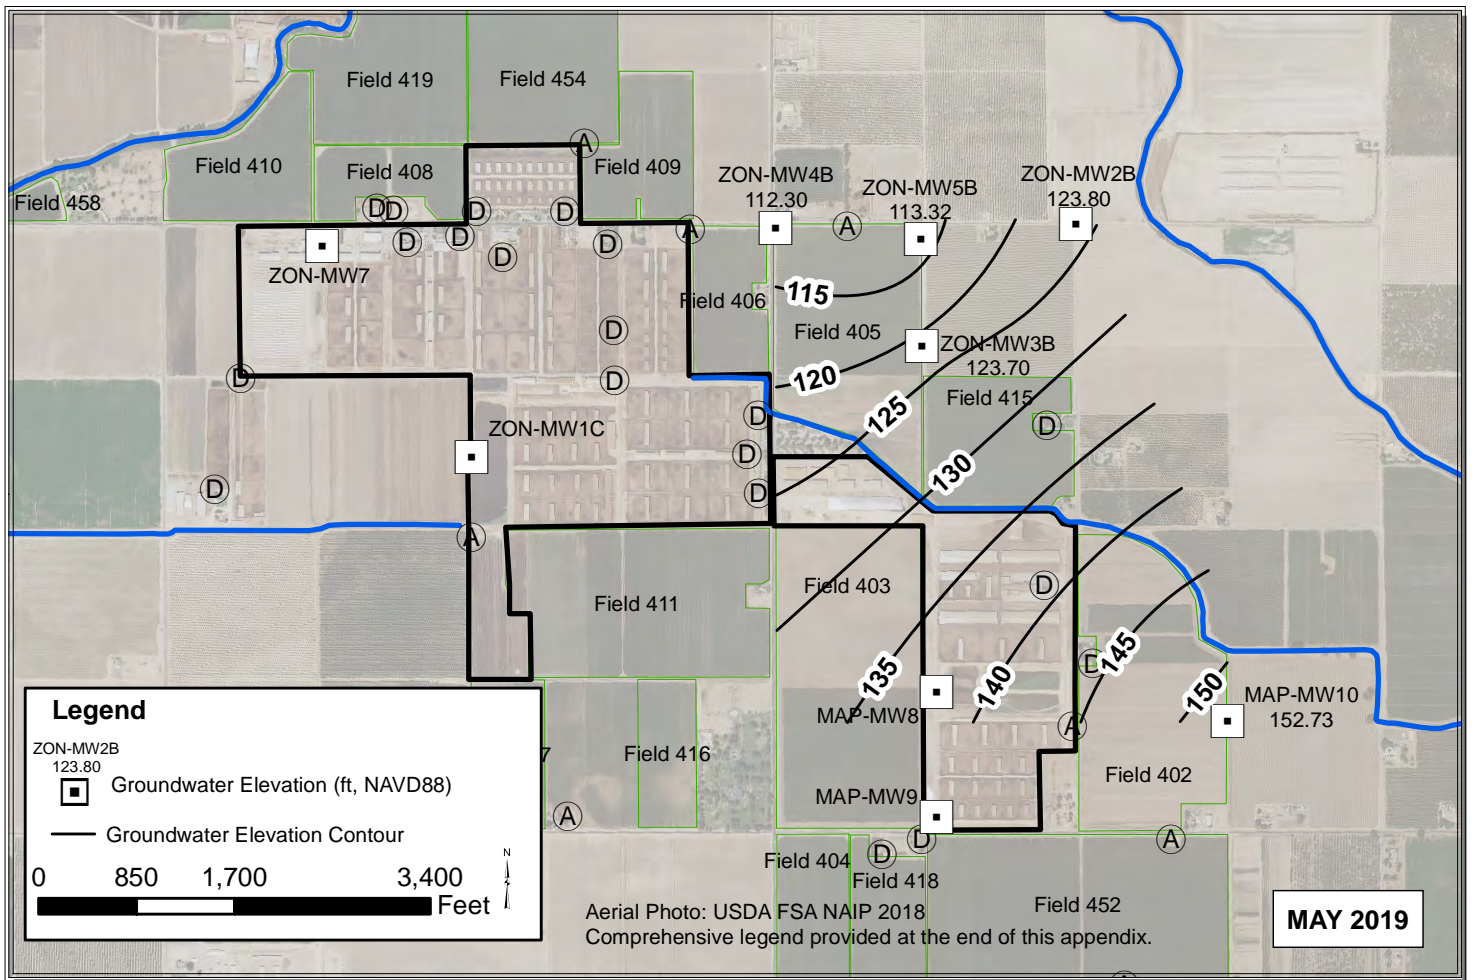 Field 419
Field 454
Field 410
Field 408
Field 409
Field 458
A
ZON-MW4B
112.30
ZON-MW5B
113.32
ZON-MW2B
123.80
D
D
D
D
A
A
D
D
D
D
ZON-MW7
D
115
Field 406
Field 405
D
ZON-MW3B
123.70
120
D
D
Field 415
125
D
D
ZON-MW1C
D
130
D
D
A
Field 411
Field 403
D
D
135
140
145
150
MAP-MW10
152.73
MAP-MW8
A
7
Field 416
Field 402
MAP-MW9
A
D
A
D
Field 404
Field 418
Field 452
Legend
ZON-MW2B
123.80
Groundwater Elevation (ft, NAVD88)
Groundwater Elevation Contour
0 850 1,700 3,400
Feet
N
Aerial Photo: USDA FSA NAIP 2018
Comprehensive legend provided at the end of this appendix.
MAY 2019